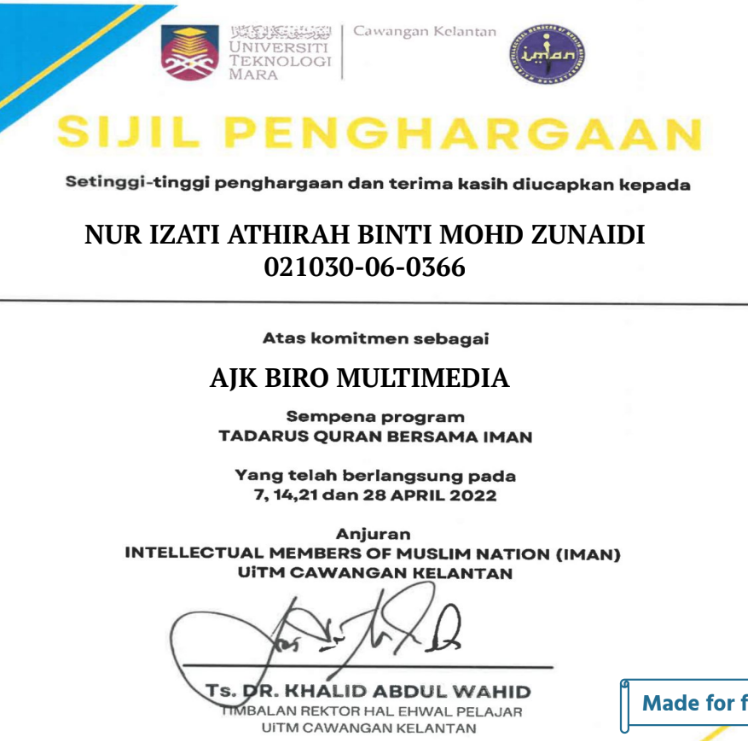 UNIVERSITI
TEKNOLOGI
MARA
Cawangan Kelantan
iman
SIJIL PENGHARGAAN
Setinggi-tinggi penghargaan dan terima kasih diucapkan kepada
NUR IZATI ATHIRAH BINTI MOHD ZUNAIDI
021030-06-0366
Atas komitmen sebagai
AJK BIRO MULTIMEDIA
Sempena program
TADARUS QURAN BERSAMA IMAN
Yang telah berlangsung pada
7, 14,21 dan 28 APRIL 2022
Anjuran
INTELLECTUAL MEMBERS OF MUSLIM NATION (IMAN)
UiTM CAWANGAN KELANTAN
Ts. DR. KHALID ABDUL WAHID
TIMBALAN REKTOR HAL EHWAL PELAJAR
UITM CAWANGAN KELANTAN
Made for f